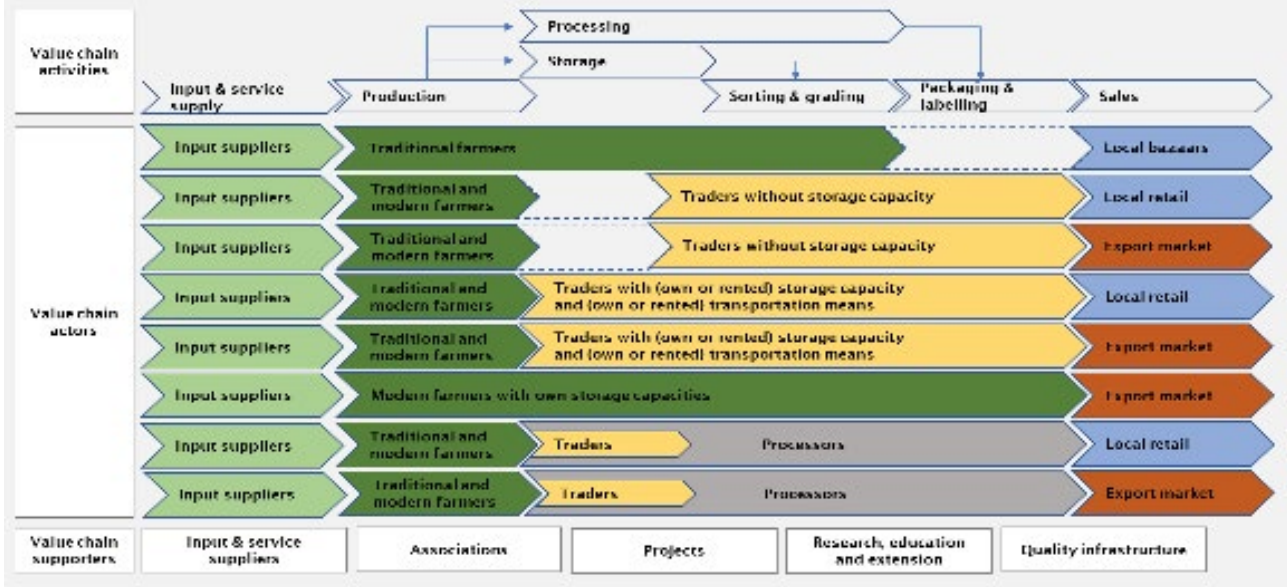 Value chain
activities
Processing
Storage
Input & service
supply
Production
Sorting & grading
Packaging &
labelling
Sales
Value chain
actors
Input suppliers
Traditional farmers
Local bazaars
Input suppliers
Traditional and
modern farmers
Traders without storage capacity
Local retail
Input suppliers
Traditional and
modern farmers
Traders without storage capacity
Export market
Input suppliers
Traditional and
modern farmers
Traders with (own or rented) storage capacity
and (own or rented) transportation means
Local retail
Input suppliers
Traditional and
modern farmers
Traders with (own or rented) storage capacity
and (own or rented) transportation means
Export market
Input suppliers
Modern farmers with own storage capacities
Export market
Input suppliers
Traditional and
modern farmers
Traders
Processors
Local retail
Input suppliers
Traditional and
modern farmers
Traders
Processors
Export market
Value chain
supporters
Input & service
suppliers
Associations
Projects
Research, education
and extension
Quality infrastructure